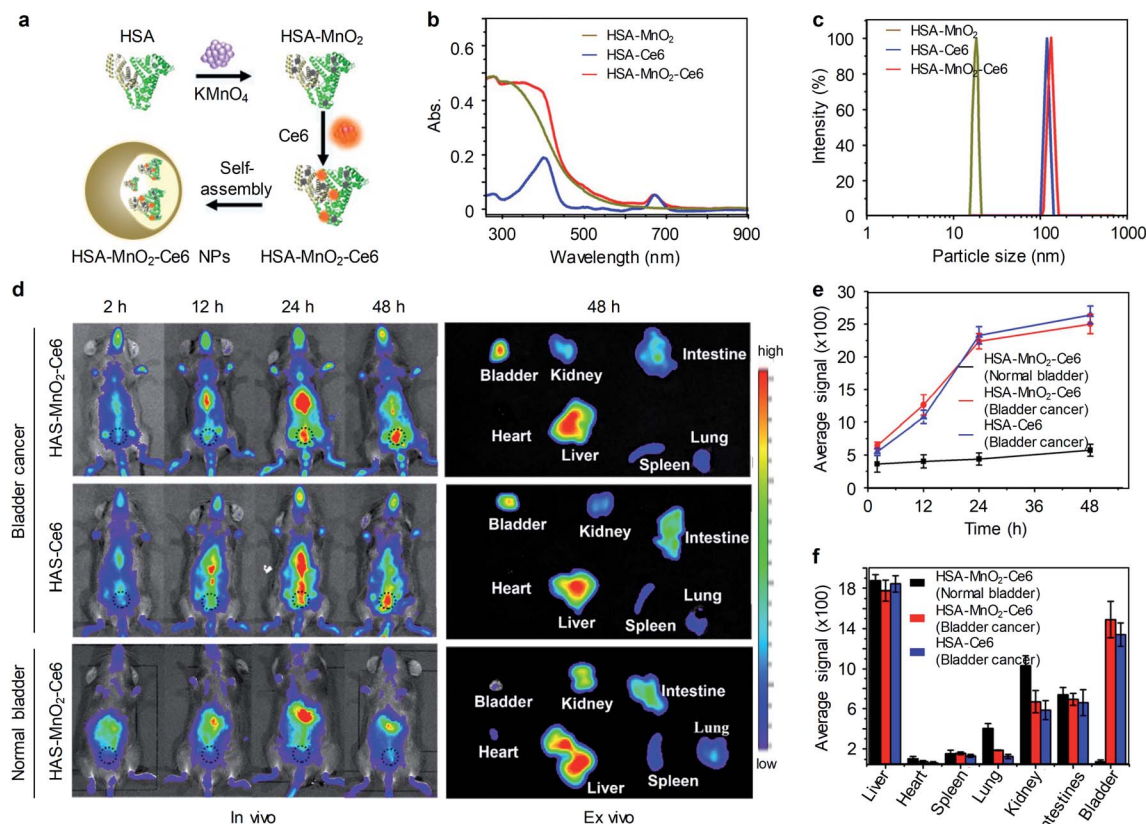 a
HSA
KMnO4
HSA-MnO2
Ce6
Self-
assembly
HSA-MnO2-Ce6 NPs
HSA-MnO2-Ce6
b
HSA-MnO2
HSA-Ce6
HSA-MnO2-Ce6
Abs.
0.6
0.4
0.2
0
300
500
700
900
Wavelength (nm)
c
HSA-MnO2
HSA-Ce6
HSA-MnO2-Ce6
Intensity (%)
100
80
60
40
20
0
1
10
100
1000
Particle size (nm)
d
2 h
12 h
24 h
48 h
48 h
Bladder cancer
HAS-MnO2-Ce6
HAS-Ce6
Normal bladder
HAS-MnO2-Ce6
Bladder
Kidney
Intestine
Heart
Liver
Spleen
Lung
Bladder
Kidney
Heart
Liver
Spleen
Lung
Bladder
Kidney
Intestine
Heart
Liver
Spleen
Lung
high
low
In vivo
Ex vivo
e
Average signal (x100)
30
25
20
15
10
5
0
HSA-MnO2-Ce6
(Normal bladder)
HSA-MnO2-Ce6
(Bladder cancer)
HSA-Ce6
(Bladder cancer)
0
12
24
36
48
Time (h)
f
Average signal (x100)
18
14
10
6
2
HSA-MnO2-Ce6
(Normal bladder)
HSA-MnO2-Ce6
(Bladder cancer)
HSA-Ce6
(Bladder cancer)
Liver
Heart
Spleen
Lung
Kidney
Intestines
Bladder